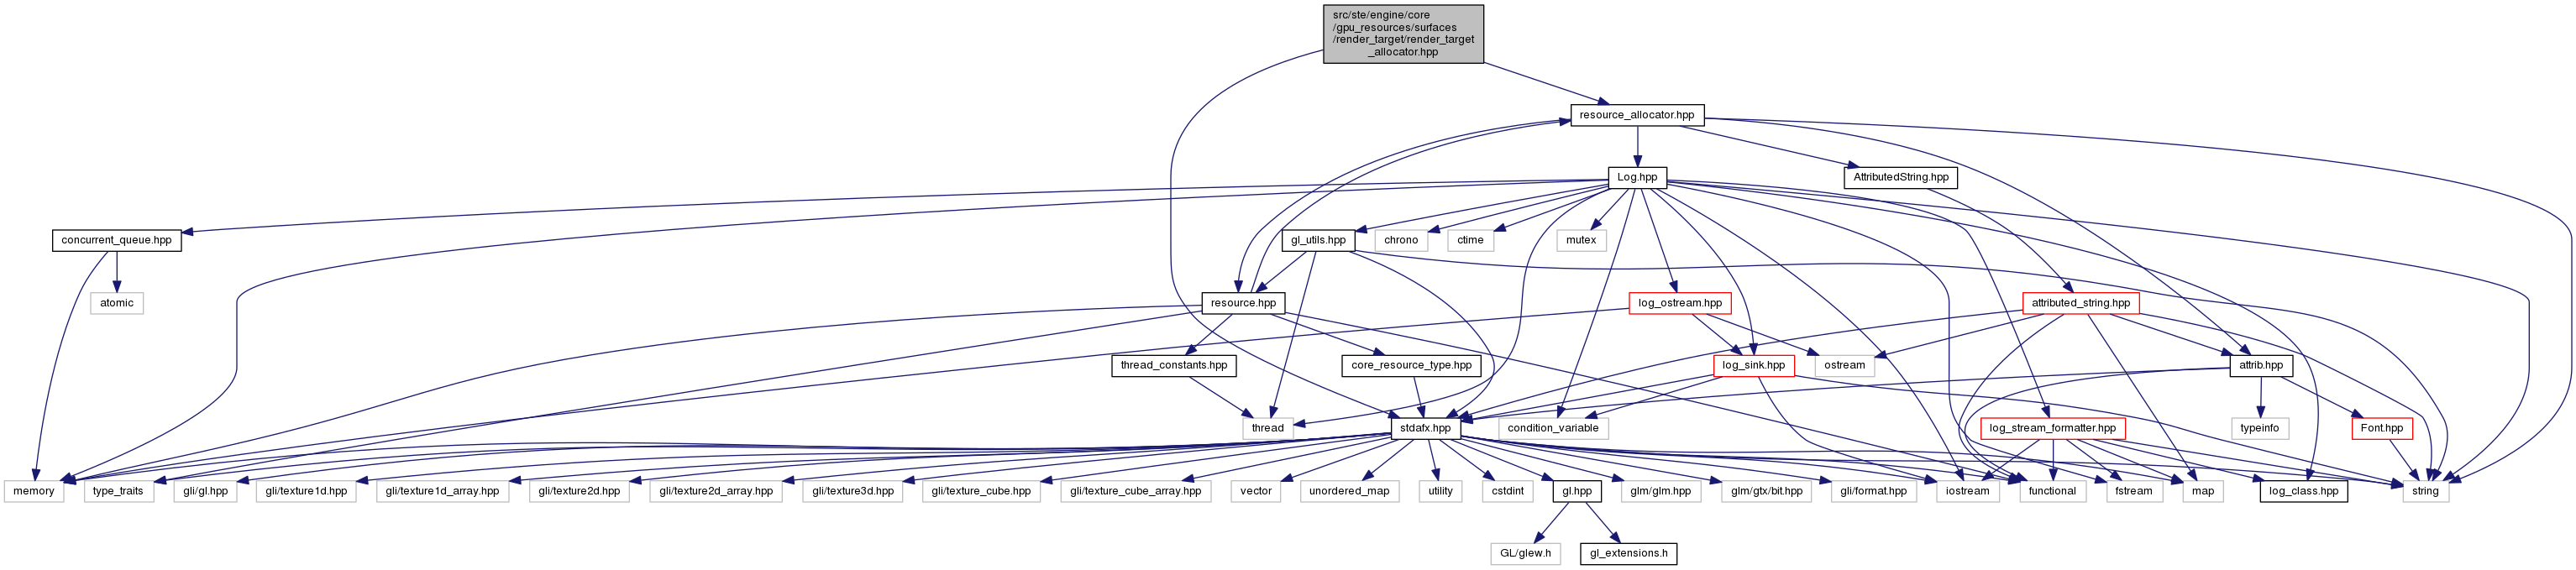 src/ste/engine/core
/gpu_resources/surfaces
/render_target/render_target
_allocator.hpp
resource_allocator.hpp
Log.hpp
AttributedString.hpp
concurrent_queue.hpp
gl_utils.hpp
chrono
ctime
mutex
atomic
resource.hpp
log_ostream.hpp
attributed_string.hpp
thread_constants.hpp
core_resource_type.hpp
log_sink.hpp
ostream
attrib.hpp
thread
stdafx.hpp
condition_variable
log_stream_formatter.hpp
typeinfo
Font.hpp
memory
type_traits
gli/gl.hpp
gli/texture1d.hpp
gli/texture1d_array.hpp
gli/texture2d.hpp
gli/texture2d_array.hpp
gli/texture3d.hpp
gli/texture_cube.hpp
gli/texture_cube_array.hpp
vector
unordered_map
utility
cstdint
gl.hpp
glm/glm.hpp
glm/gtx/bit.hpp
gli/format.hpp
iostream
functional
fstream
map
log_class.hpp
string
GL/glew.h
gl_extensions.h